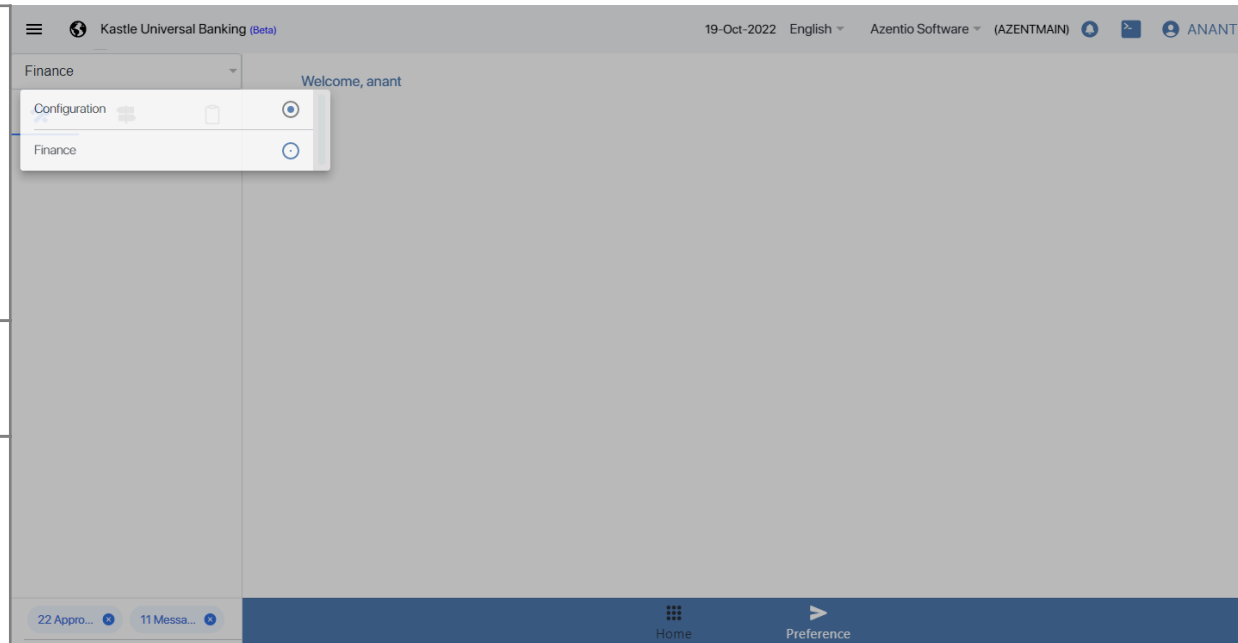 Kastle Universal Banking (Beta) 19-Oct-2022 English Azentio Software (AZENTMAIN) ANANT
Finance
Welcome, anant
Configuration
Finance
22 Appro... 11 Messa...
Home Preference